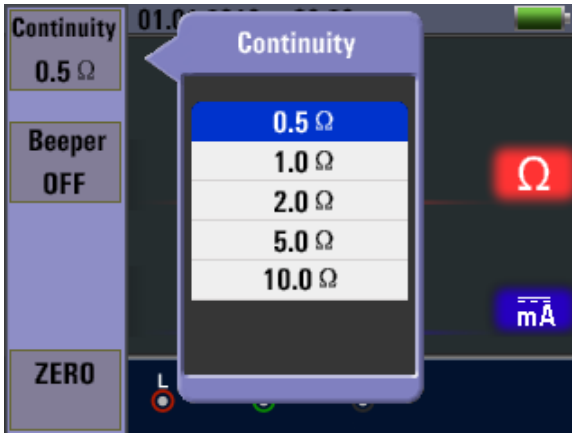 Continuity
0.5 Ω
Beeper
OFF
ZERO
Continuity
0.5 Ω
1.0 Ω
2.0 Ω
5.0 Ω
10.0 Ω
Ω
mA
L